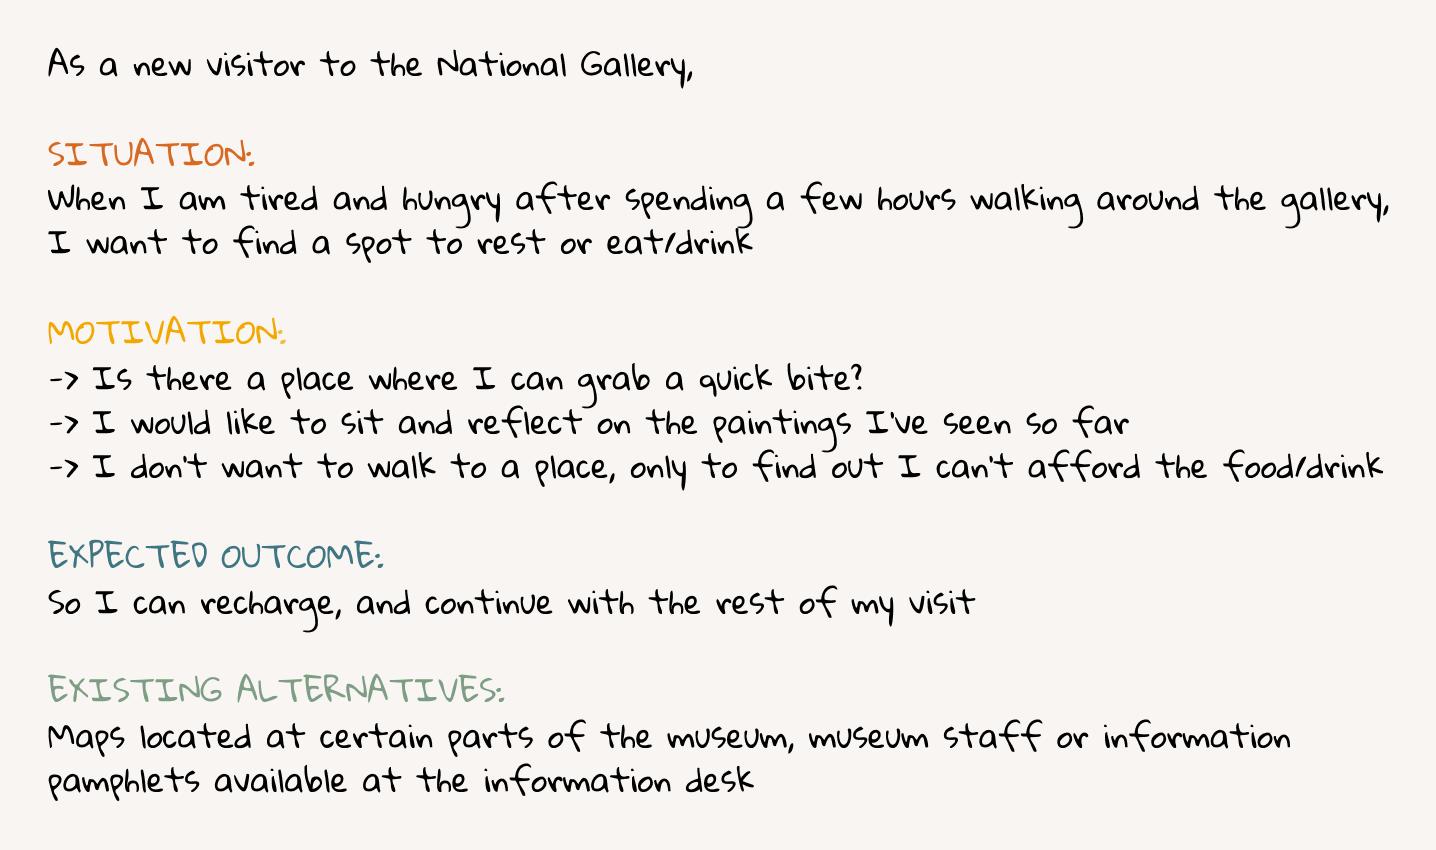 As a new visitor to the National Gallery,
SITUATION:
When I am tired and hungry after spending a few hours walking around the gallery,
I want to find a spot to rest or eat/drink
MOTIVATION:
-> Is there a place where I can grab a quick bite?
-> I would like to sit and reflect on the paintings I've seen so far
-> I don't want to walk to a place, only to find out I can't afford the food/drink
EXPECTED OUTCOME:
So I can recharge, and continue with the rest of my visit
EXISTING ALTERNATIVES:
Maps located at certain parts of the museum, museum staff or information
pamphlets available at the information desk